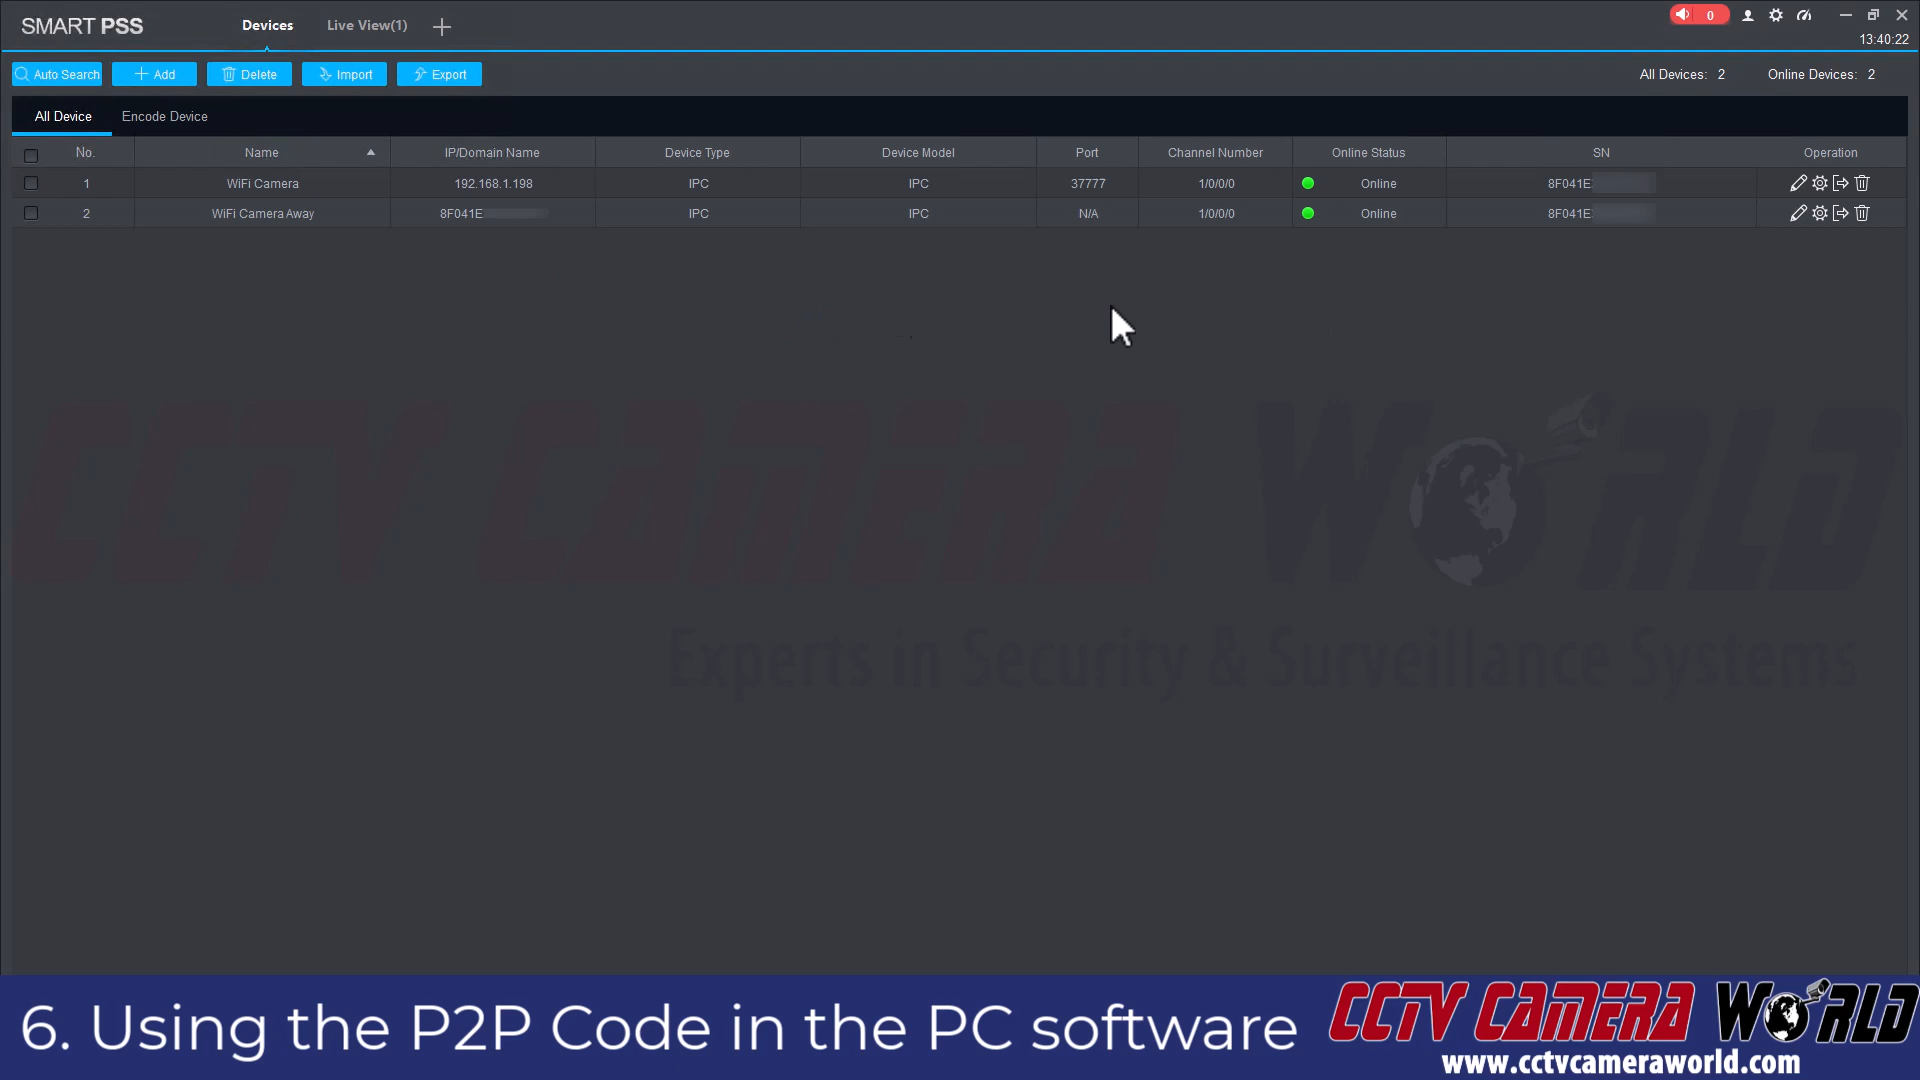 SMART PSS Devices Live View(1) 0
13:40:22
Auto Search Add Delete Import Export All Devices: 2 Online Devices: 2
All Device Encode Device
No. Name IP/Domain Name Device Type Device Model Port Channel Number Online Status SN Operation
1 WiFi Camera 192.168.1.198 IPC IPC 37777 1/0/0/0 Online 8F041E
2 WiFi Camera Away 8F041E IPC IPC N/A 1/0/0/0 Online 8F041E
CCTV CAMERA WORLD
Experts in Security & Surveillance Systems
6. Using the P2P Code in the PC software
CCTV CAMERA WORLD
www.cctvcameraworld.com